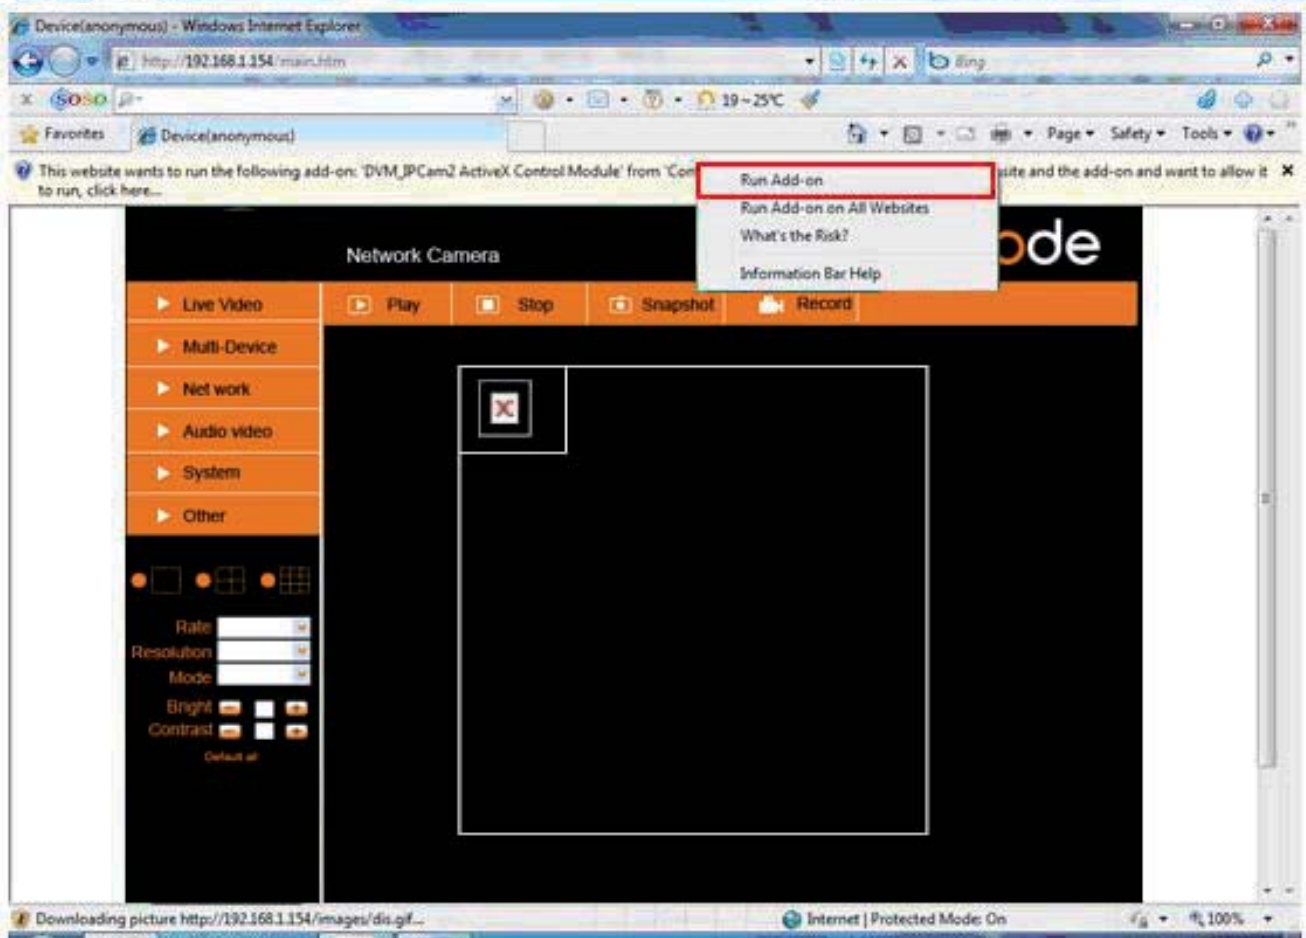 Device(anonymous) - Windows Internet Explorer
http://192.168.1.154/main.htm
Bing
x SOSO 19~25℃
Favorites Device(anonymous) Page Safety Tools
This website wants to run the following add-on: 'DVM_IPCam2 ActiveX Control Module' from 'Con site and the add-on and want to allow it
to run, click here...
Run Add-on
Run Add-on on All Websites
What's the Risk?
Information Bar Help
Network Camera
ode
Live Video
Play Stop Snapshot Record
Multi-Device
Net work
Audio video
System
Other
Rate
Resolution
Mode
Bright
Contrast
Default all
Downloading picture http://192.168.1.154/images/dis.gif... Internet | Protected Mode: On 100%